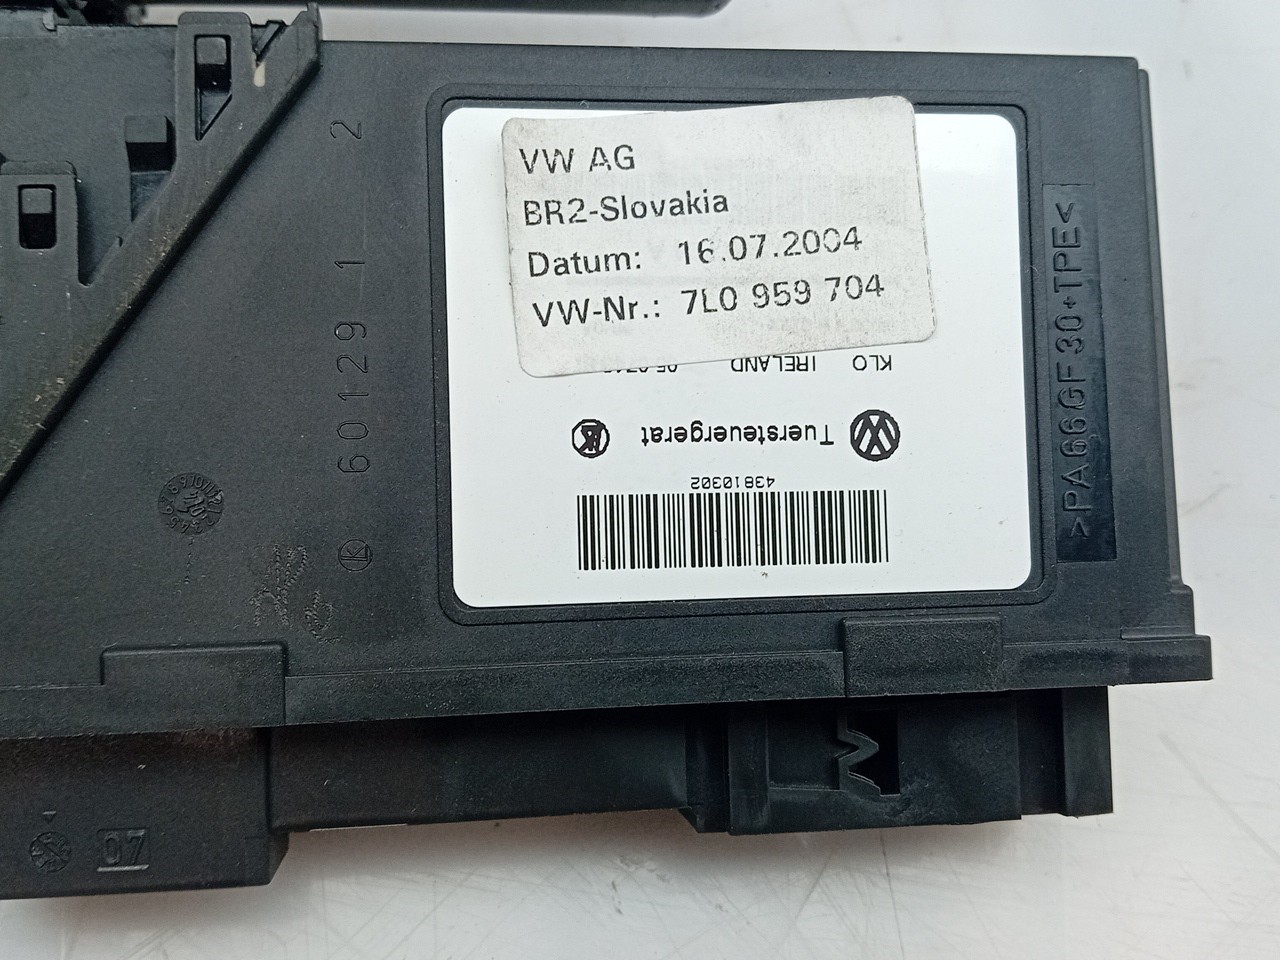 VW AG
BR2-Slovakia
Datum: 16.07.2004
VW-Nr.: 7L0 959 704
KLO IRELAND
Tuersteuergerat
43810302
>PA66GF30+TPE<
60129 1 2
07